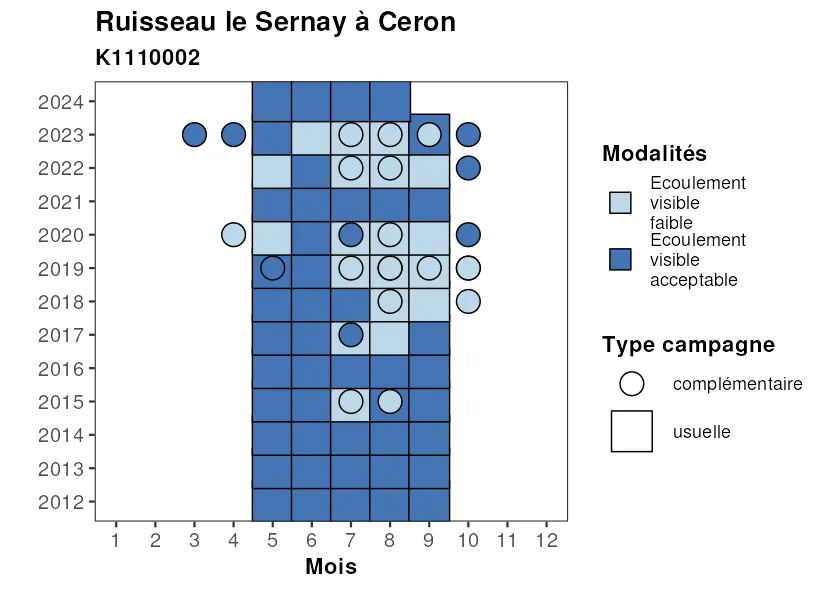 Ruisseau le Sernay à Ceron
K1110002
2024
2023
2022
2021
2020
2019
2018
2017
2016
2015
2014
2013
2012
1 2 3 4 5 6 7 8 9 10 11 12
Mois
Modalités
Ecoulement
visible
faible
Ecoulement
visible
acceptable
Type campagne
complémentaire
usuelle